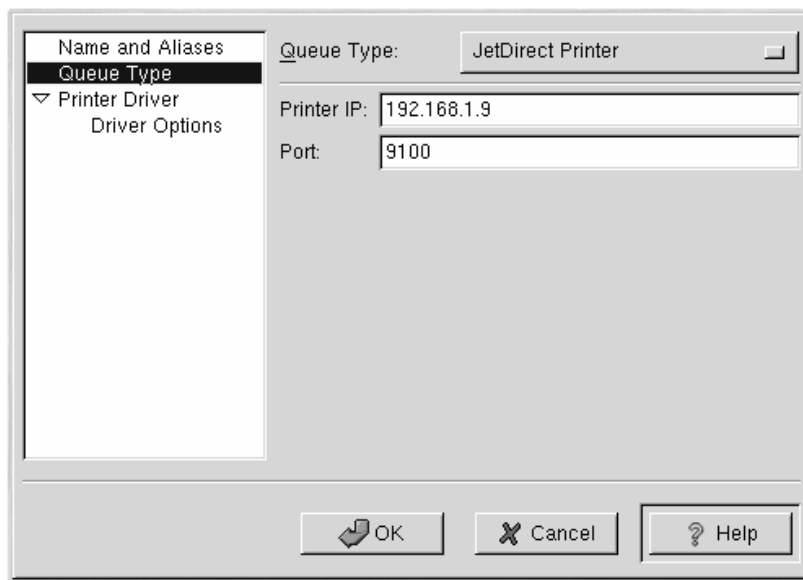 Name and Aliases
Queue Type
Printer Driver
Driver Options
Queue Type:
JetDirect Printer
Printer IP:
192.168.1.9
Port:
9100
OK
Cancel
Help